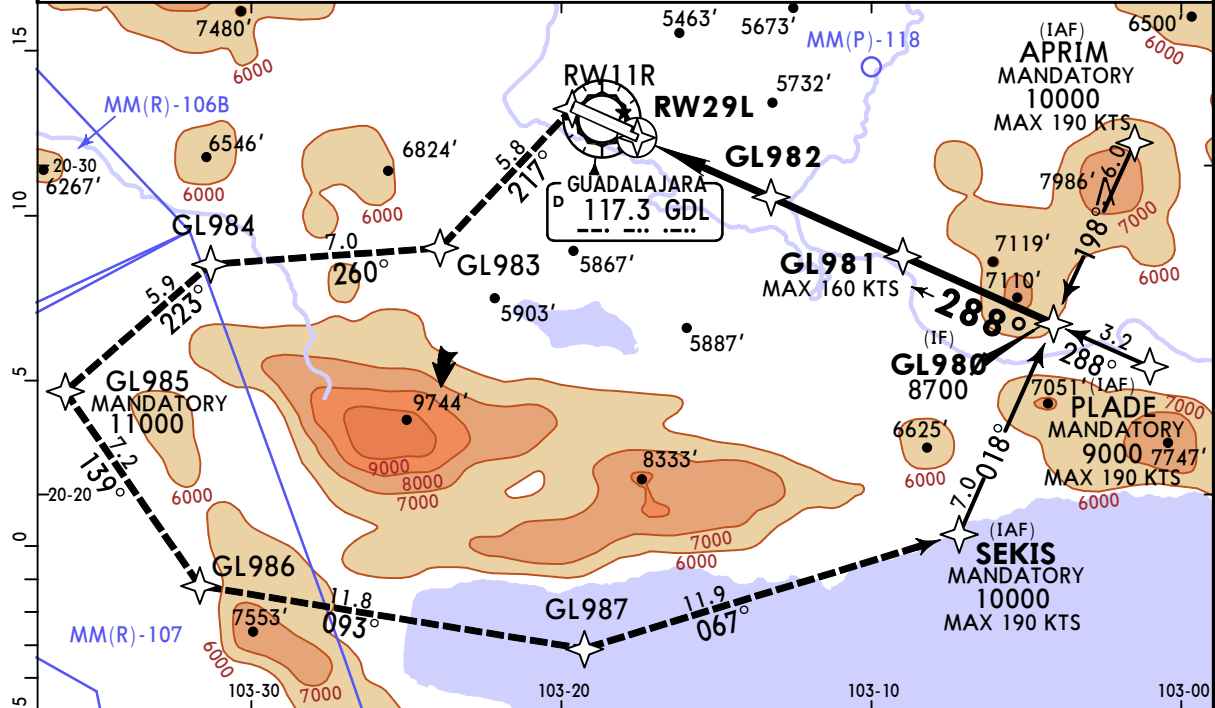 15
10
5
0
5
7480'
6000
5463'
5673'
MM(P)-118
(IAF)
APRIM
MANDATORY
10000
MAX 190 KTS
6500'
6000
MM(R)-106B
20-30
6267'
6546'
6000
6824'
6000
RW11R
RW29L
5732'
5.8
217°
GUADALAJARA
D
117.3 GDL
GL982
7986'
6.0
198°
7000
6000
GL984
7.0
260°
GL983
5867'
5903'
5887'
GL981
MAX 160 KTS
7119'
7110'
288°
(IF)
GL980
8700
3.2
288°
5.9
223°
GL985
MANDATORY
11000
7.2
139°
6000
20-20
9744'
9000
8000
7000
8333'
7000
6000
6625'
6000
7051'
(IAF)
PLADE
MANDATORY
9000
MAX 190 KTS
7000
7747'
6000
7.0
018°
(IAF)
SEKIS
MANDATORY
10000
MAX 190 KTS
GL986
7553'
11.8
093°
GL987
11.9
067°
MM(R)-107
6000
7000
103-30
103-20
103-10
103-00